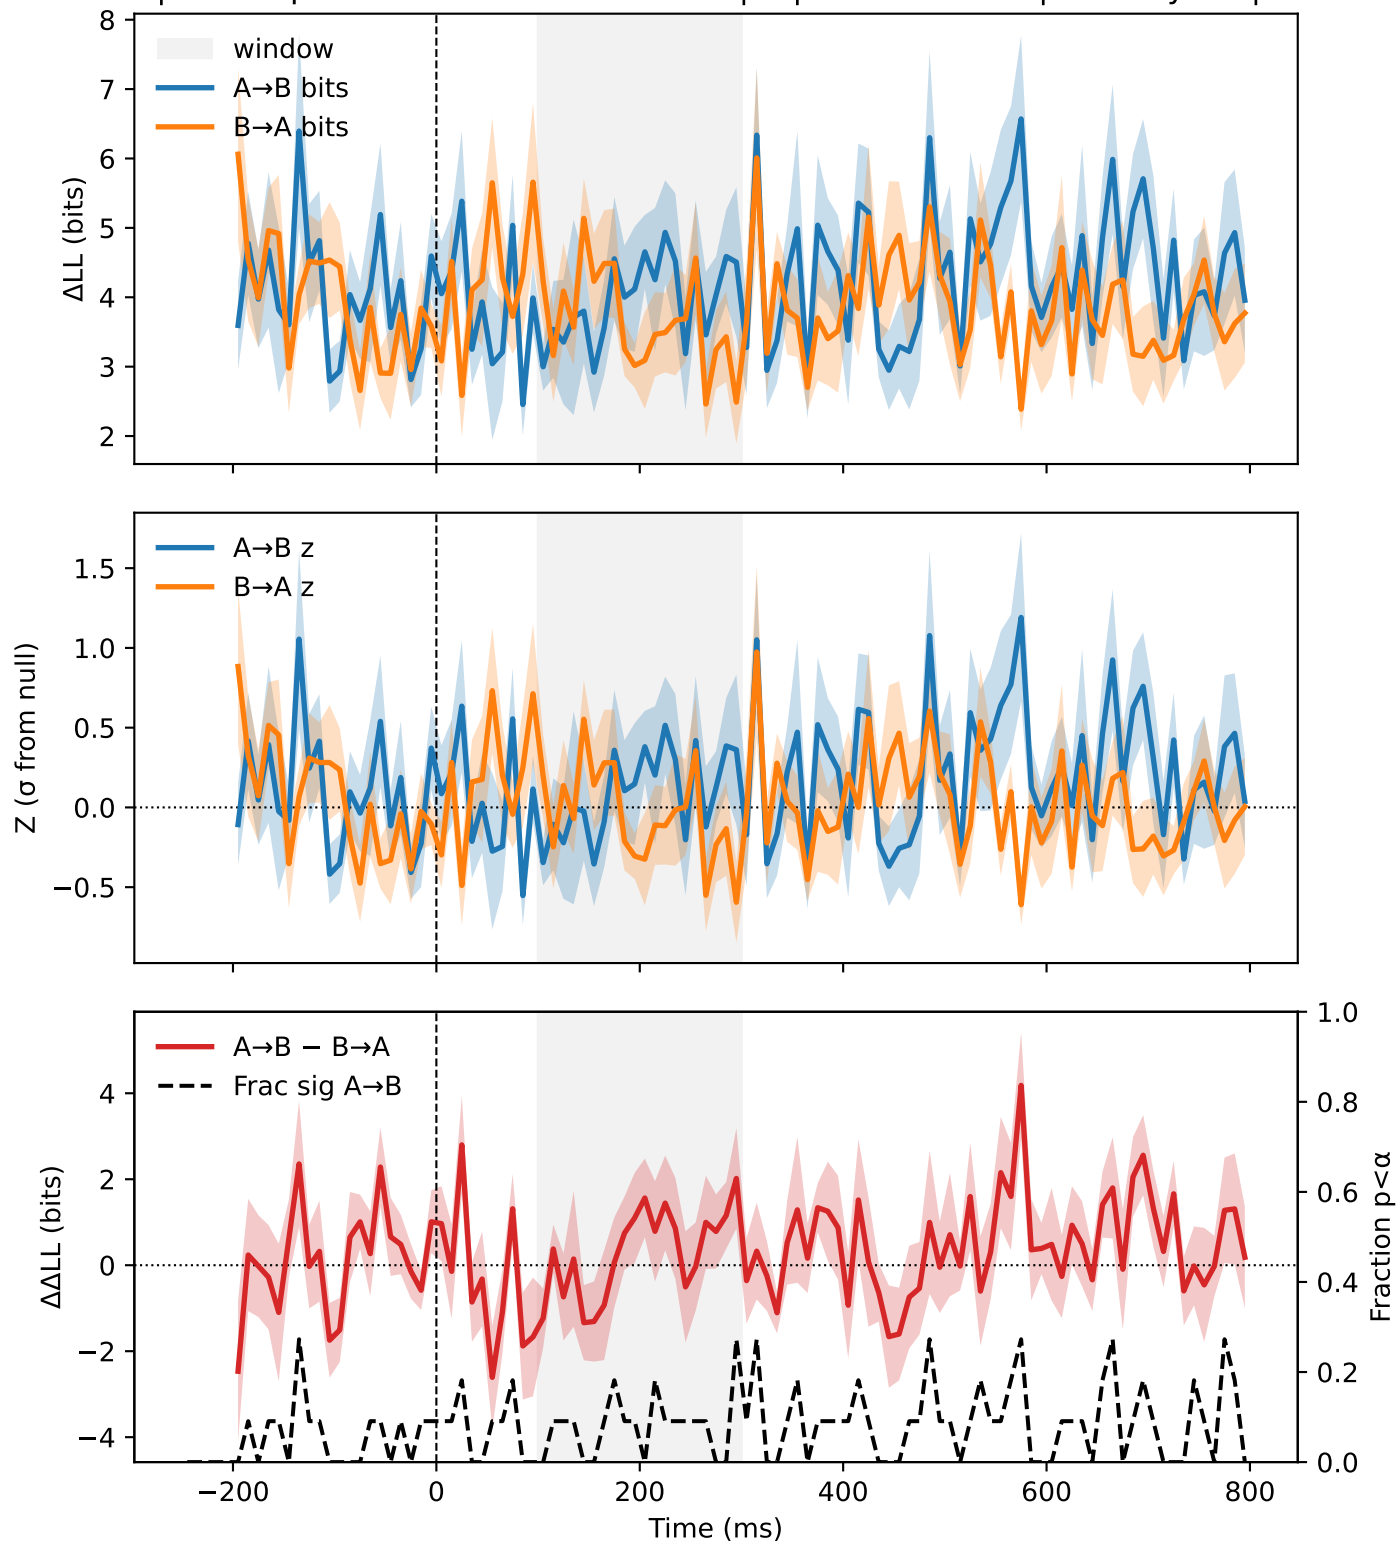 8
window
7
A→B bits
B→A bits
6
ΔLL (bits)
5
4
3
2
A→B z
1.5
B→A z
1.0
Z (σ from null)
0.5
0.0
−0.5
1.0
A→B − B→A
Frac sig A→B
4
0.8
2
0.6
ΔΔLL (bits)
Fraction p<α
0
0.4
−2
0.2
−4
0.0
−200
0
200
400
600
800
Time (ms)